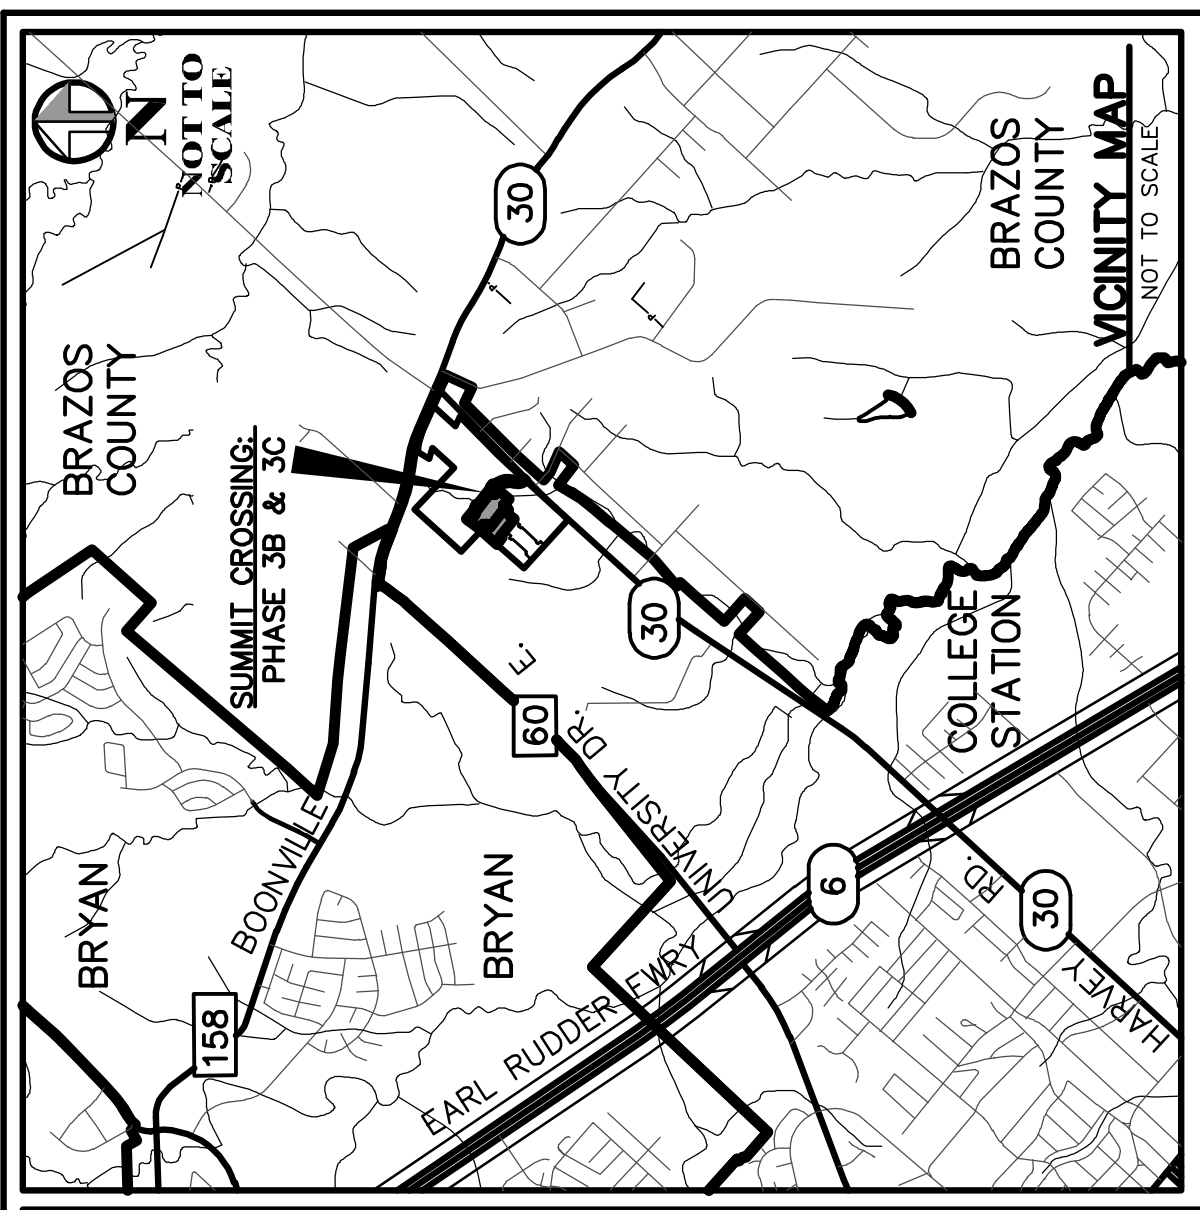 N
NOT TO
SCALE
BRAZOS
COUNTY
SUMMIT CROSSING:
PHASE 3B & 3C
30
BRAZOS
COUNTY
VICINITY MAP
NOT TO SCALE
30
COLLEGE
STATION
E.
60
UNIVERSITY DR.
BOONVILLE
BRYAN
BRYAN
158
EARL RUDDER FWRY
6
RD.
30
HARVEY